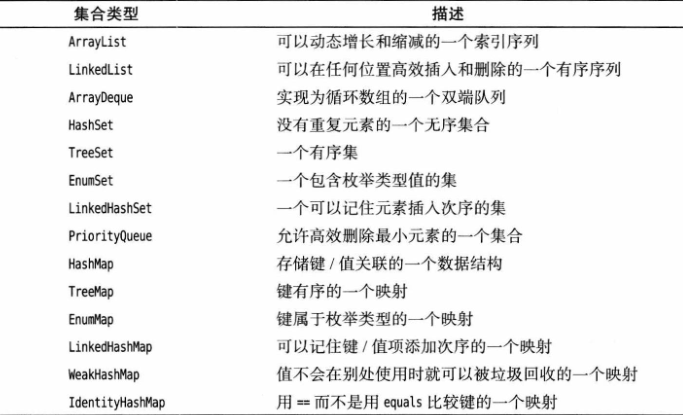 集合类型 描述
ArrayList 可以动态增长和缩减的一个索引序列
LinkedList 可以在任何位置高效插入和删除的一个有序序列
ArrayDeque 实现为循环数组的一个双端队列
HashSet 没有重复元素的一个无序集合
TreeSet 一个有序集
EnumSet 一个包含枚举类型值的集
LinkedHashSet 一个可以记住元素插入次序的集
PriorityQueue 允许高效删除最小元素的一个集合
HashMap 存储键 / 值关联的一个数据结构
TreeMap 键有序的一个映射
EnumMap 键属于枚举类型的一个映射
LinkedHashMap 可以记住键 / 值项添加次序的一个映射
WeakHashMap 值不会在别处使用时就可以被垃圾回收的一个映射
IdentityHashMap 用 == 而不是用 equals 比较键的一个映射